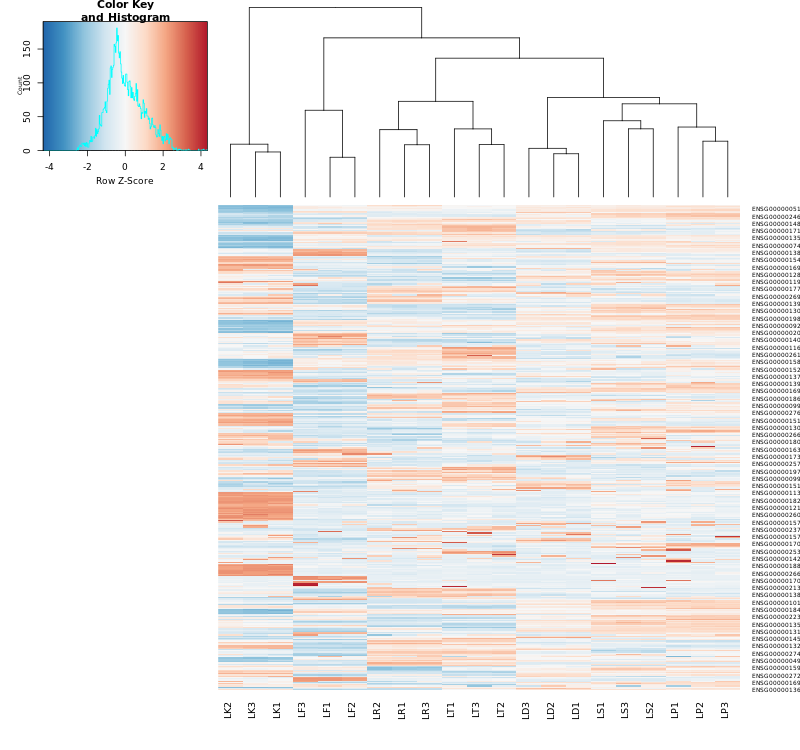 Color Key
and Histogram
Count
0 50 100 150
-4 -2 0 2 4
Row Z-Score
ENSG00000051
ENSG00000246
ENSG00000148
ENSG00000171
ENSG00000135
ENSG00000074
ENSG00000138
ENSG00000154
ENSG00000169
ENSG00000128
ENSG00000119
ENSG00000177
ENSG00000269
ENSG00000139
ENSG00000130
ENSG00000198
ENSG00000092
ENSG00000020
ENSG00000140
ENSG00000116
ENSG00000261
ENSG00000158
ENSG00000152
ENSG00000137
ENSG00000139
ENSG00000169
ENSG00000186
ENSG00000099
ENSG00000276
ENSG00000151
ENSG00000130
ENSG00000266
ENSG00000180
ENSG00000163
ENSG00000173
ENSG00000257
ENSG00000197
ENSG00000099
ENSG00000151
ENSG00000113
ENSG00000182
ENSG00000121
ENSG00000260
ENSG00000157
ENSG00000237
ENSG00000157
ENSG00000170
ENSG00000253
ENSG00000142
ENSG00000188
ENSG00000266
ENSG00000170
ENSG00000213
ENSG00000138
ENSG00000101
ENSG00000184
ENSG00000223
ENSG00000135
ENSG00000131
ENSG00000145
ENSG00000132
ENSG00000274
ENSG00000049
ENSG00000159
ENSG00000272
ENSG00000169
ENSG00000136
LK2 LK3 LK1 LF3 LF1 LF2 LR2 LR1 LR3 LT1 LT3 LT2 LD3 LD2 LD1 LS1 LS3 LS2 LP1 LP2 LP3